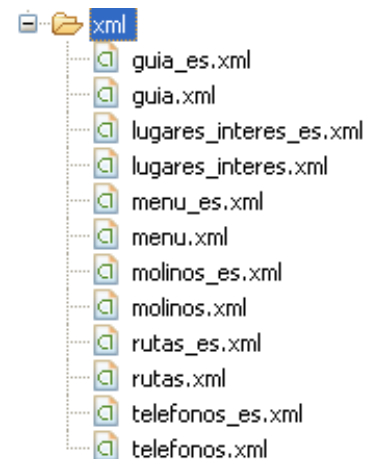 xml
guia_es.xml
guia.xml
lugares_interes_es.xml
lugares_interes.xml
menu_es.xml
menu.xml
molinos_es.xml
molinos.xml
rutas_es.xml
rutas.xml
telefonos_es.xml
telefonos.xml